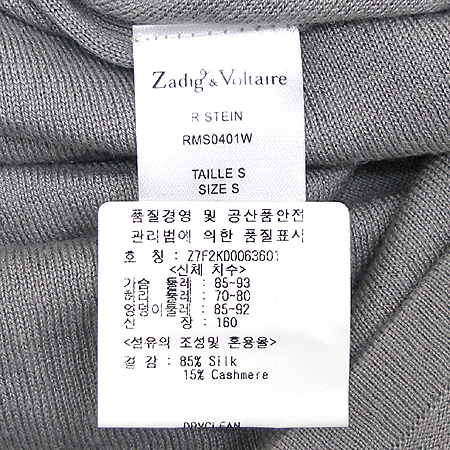 Zadig & Voltaire
R STEIN
RMS0401W
TAILLE S
SIZE S
품질경영 및 공산품안전
관리법에 의한 품질표시
호 칭 : Z7F2KD0063601
<신체 치수>
가슴 둘레 : 85-93
허리 둘레 : 70-80
엉덩이둘레 : 85-92
신 장 : 160
<섬유의 조성및 혼용율>
겉 감 : 85% Silk
15% Cashmere
DRYCLEAN